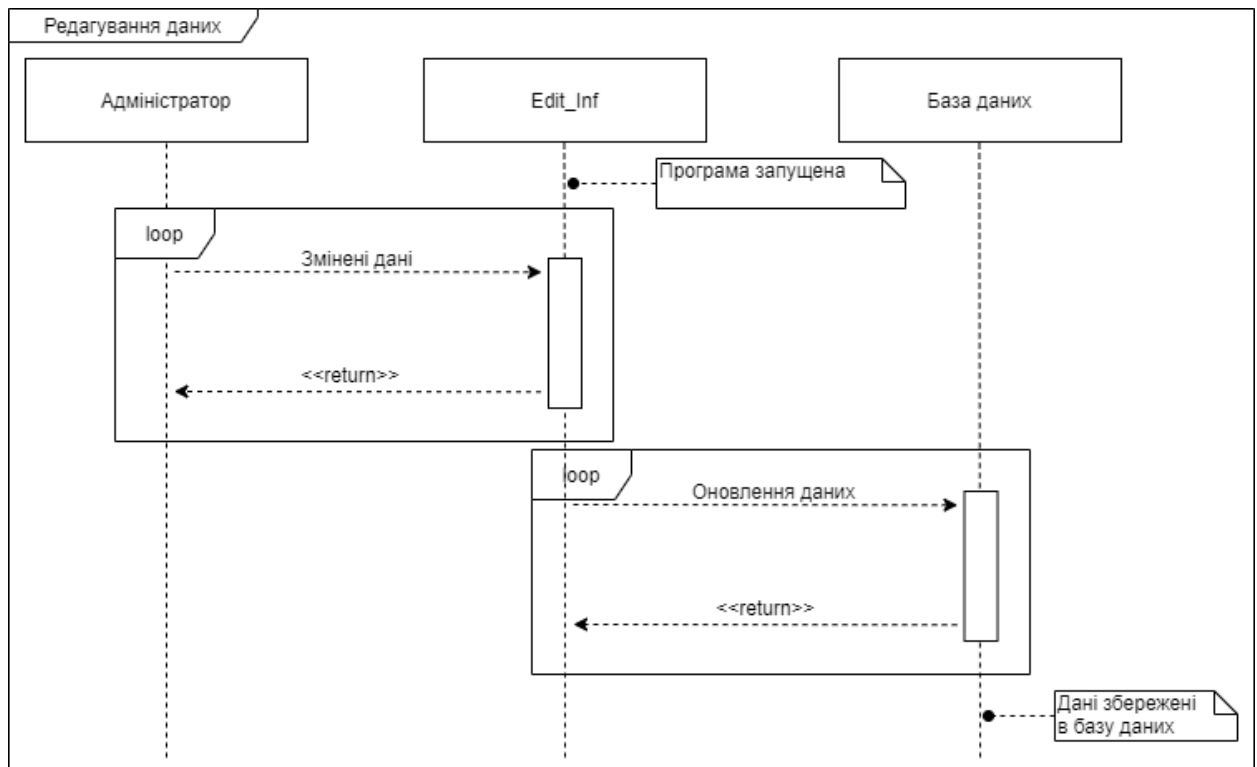 Редагування даних
Адміністратор
Edit_Inf
База даних
Програма запущена
loop
Змінені дані
<<return>>
loop
Оновлення даних
<<return>>
Дані збережені
в базу даних